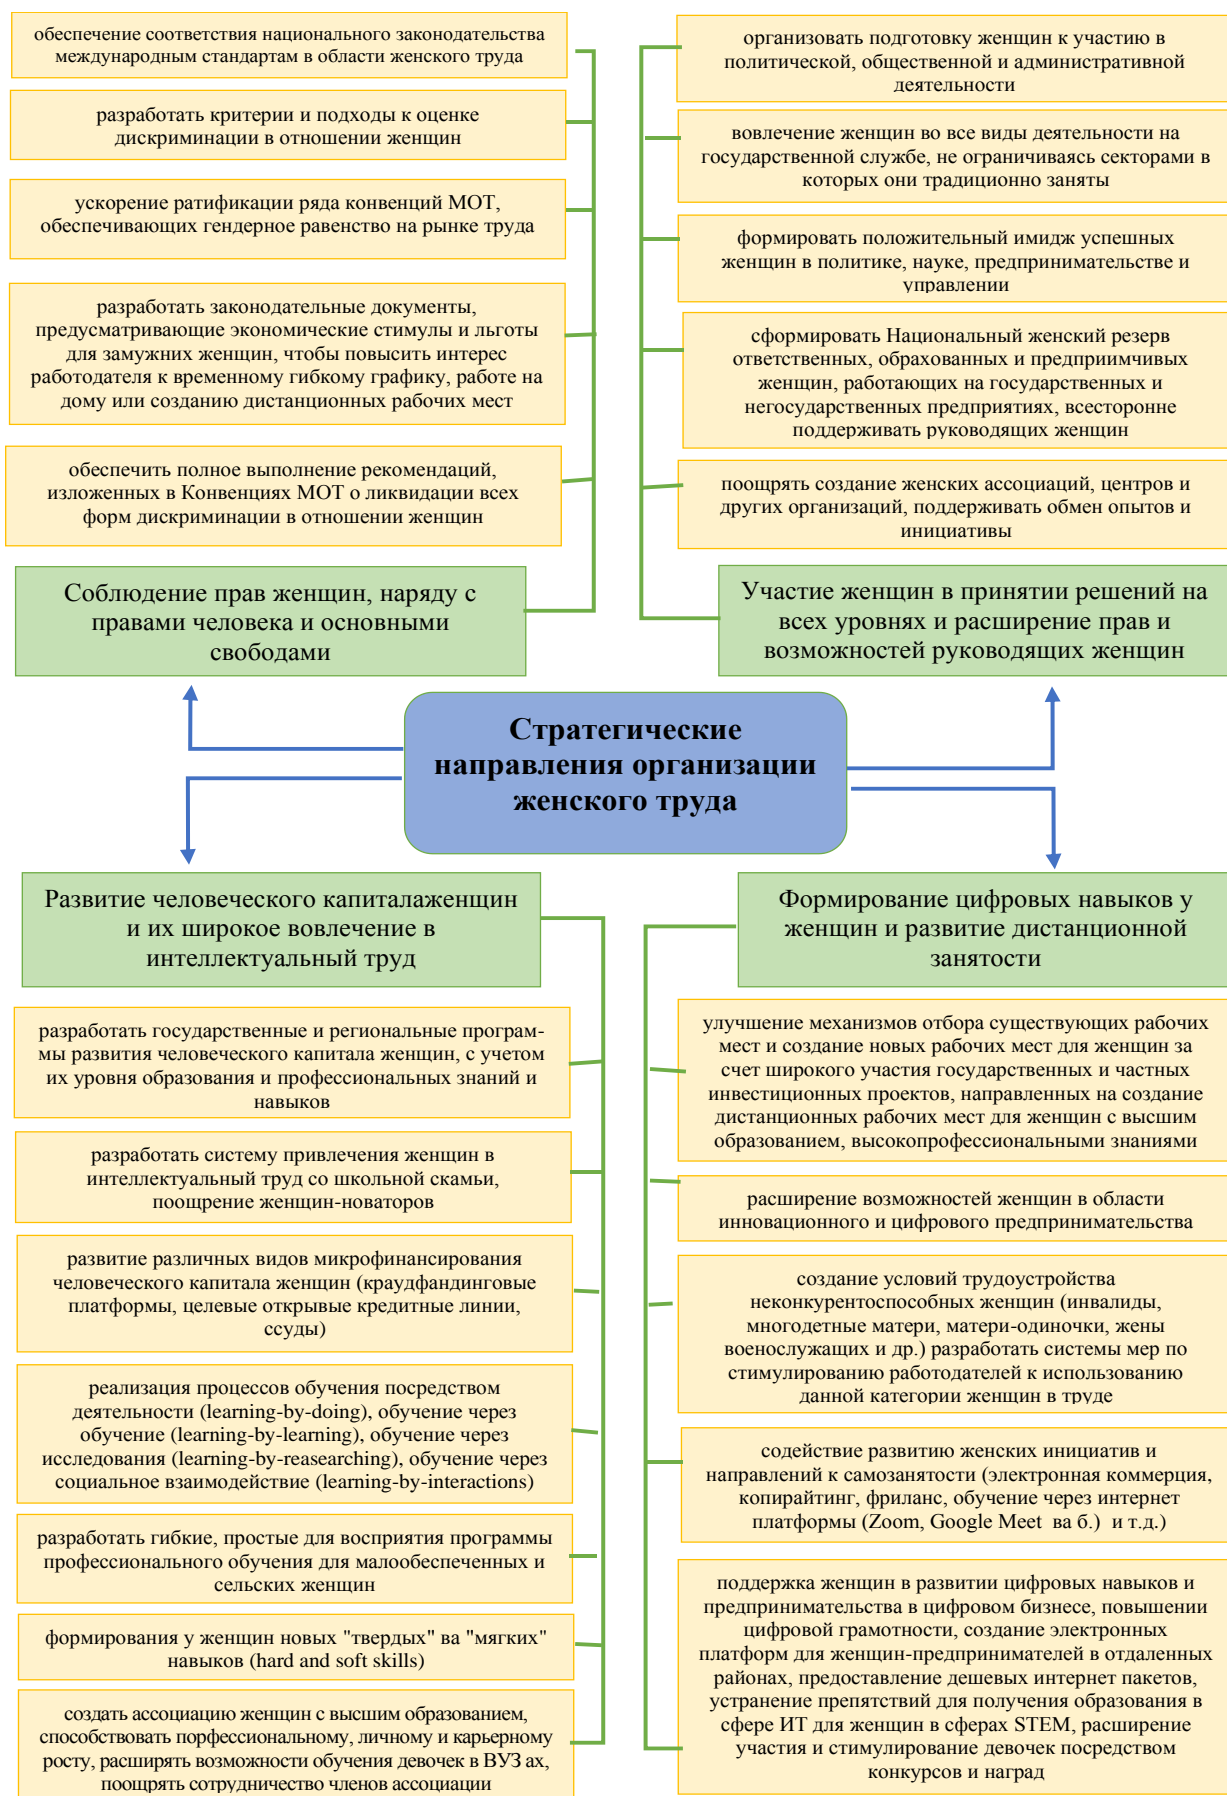 обеспечение соответствия национального законодательства
международным стандартам в области женского труда
разработать критерии и подходы к оценке
дискриминации в отношении женщин
ускорение ратификации ряда конвенций МОТ,
обеспечивающих гендерное равенство на рынке труда
разработать законодательные документы,
предусматривающие экономические стимулы и льготы
для замужних женщин, чтобы повысить интерес
работодателя к временному гибкому графику, работе на
дому или созданию дистанционных рабочих мест
обеспечить полное выполнение рекомендаций,
изложенных в Конвенциях МОТ о ликвидации всех
форм дискриминации в отношении женщин
Соблюдение прав женщин, наряду с
правами человека и основными
свободами
организовать подготовку женщин к участию в
политической, общественной и административной
деятельности
вовлечение женщин во все виды деятельности на
государственной службе, не ограничиваясь секторами в
которых они традиционно заняты
формировать положительный имидж успешных
женщин в политике, науке, предпринимательстве и
управлении
сформировать Национальный женский резерв
ответственных, обрахованных и предприимчивых
женщин, работающих на государственных и
негосударственных предприятиях, всесторонне
поддерживать руководящих женщин
поощрять создание женских ассоциаций, центров и
других организаций, поддерживать обмен опытов и
инициативы
Участие женщин в принятии решений на
всех уровнях и расширение прав и
возможностей руководящих женщин
Стратегические
направления организации
женского труда
Развитие человеческого капиталаженщин
и их широкое вовлечение в
интеллектуальный труд
разработать государственные и региональные програм-
мы развития человеческого капитала женщин, с учетом
их уровня образования и профессиональных знаний и
навыков
разработать систему привлечения женщин в
интеллектуальный труд со школьной скамьи,
поощрение женщин-новаторов
развитие различных видов микрофинансирования
человеческого капитала женщин (краудфандинговые
платформы, целевые открывые кредитные линии,
ссуды)
реализация процессов обучения посредством
деятельности (learning-by-doing), обучение через
обучение (learning-by-learning), обучение через
исследования (learning-by-reasearching), обучение через
социальное взаимодействие (learning-by-interactions)
разработать гибкие, простые для восприятия программы
профессионального обучения для малообеспеченных и
сельских женщин
формирования у женщин новых "твердых" ва "мягких"
навыков (hard and soft skills)
создать ассоциацию женщин с высшим образованием,
способствовать порфессиональному, личному и карьерному
росту, расширять возможности обучения девочек в ВУЗ ах,
поощрять сотрудничество членов ассоциации
Формирование цифровых навыков у
женщин и развитие дистанционной
занятости
улучшение механизмов отбора существующих рабочих
мест и создание новых рабочих мест для женщин за
счет широкого участия государственных и частных
инвестиционных проектов, направленных на создание
дистанционных рабочих мест для женщин с высшим
образованием, высокопрофессиональными знаниями
расширение возможностей женщин в области
инновационного и цифрового предпринимательства
создание условий трудоустройства
неконкурентоспособных женщин (инвалиды,
многодетные матери, матери-одиночки, жены
военослужащих и др.) разработать системы мер по
стимулированию работодателей к использованию
данной категории женщин в труде
содействие развитию женских инициатив и
направлений к самозанятости (электронная коммерция,
копирайтинг, фриланс, обучение через интернет
платформы (Zoom, Google Meet ва б.) и т.д.)
поддержка женщин в развитии цифровых навыков и
предпринимательства в цифровом бизнесе, повышении
цифровой грамотности, создание электронных
платформ для женщин-предпринимателей в отдаленных
районах, предоставление дешевых интернет пакетов,
устранение препятствий для получения образования в
сфере ИТ для женщин в сферах STEM, расширение
участия и стимулирование девочек посредством
конкурсов и наград